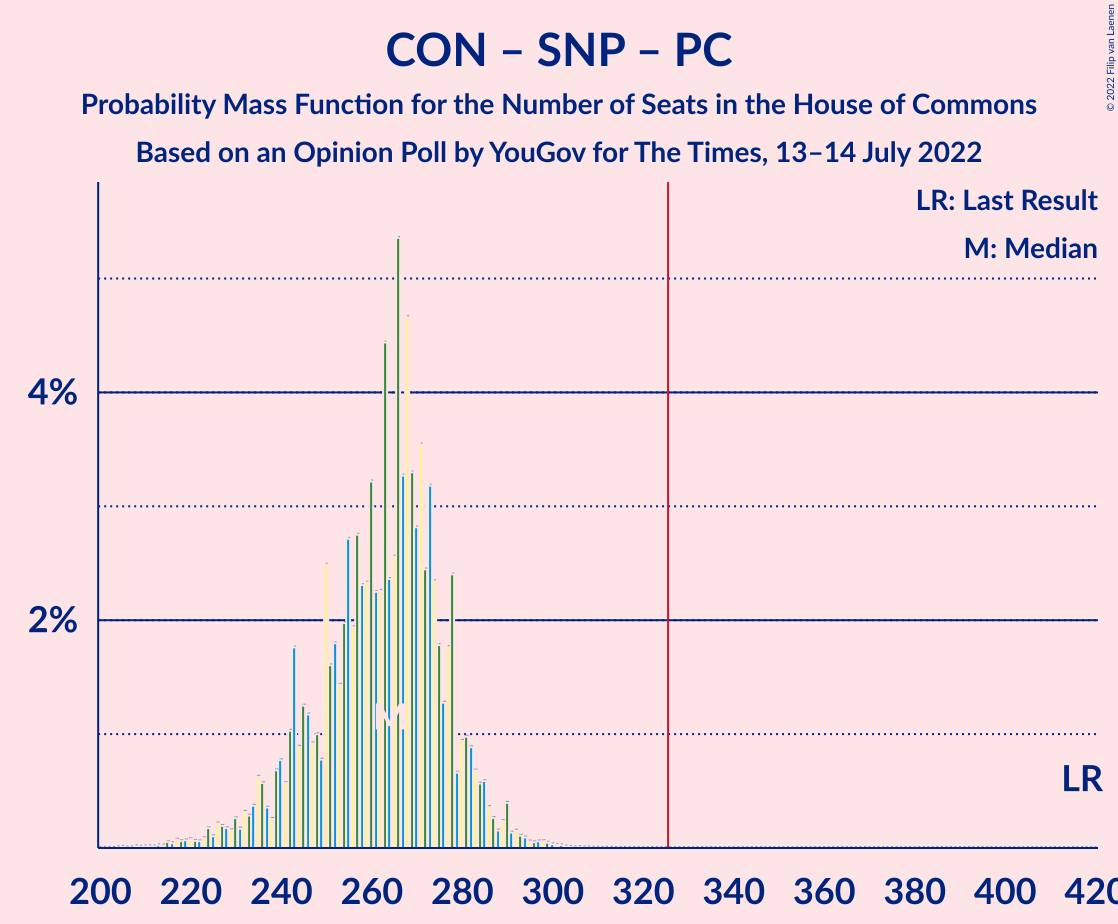 CON – SNP – PC
Probability Mass Function for the Number of Seats in the House of Commons
Based on an Opinion Poll by YouGov for The Times, 13–14 July 2022
© 2022 Filip van Laenen
LR: Last Result
M: Median
4%
2%
M
LR
200 220 240 260 280 300 320 340 360 380 400 420